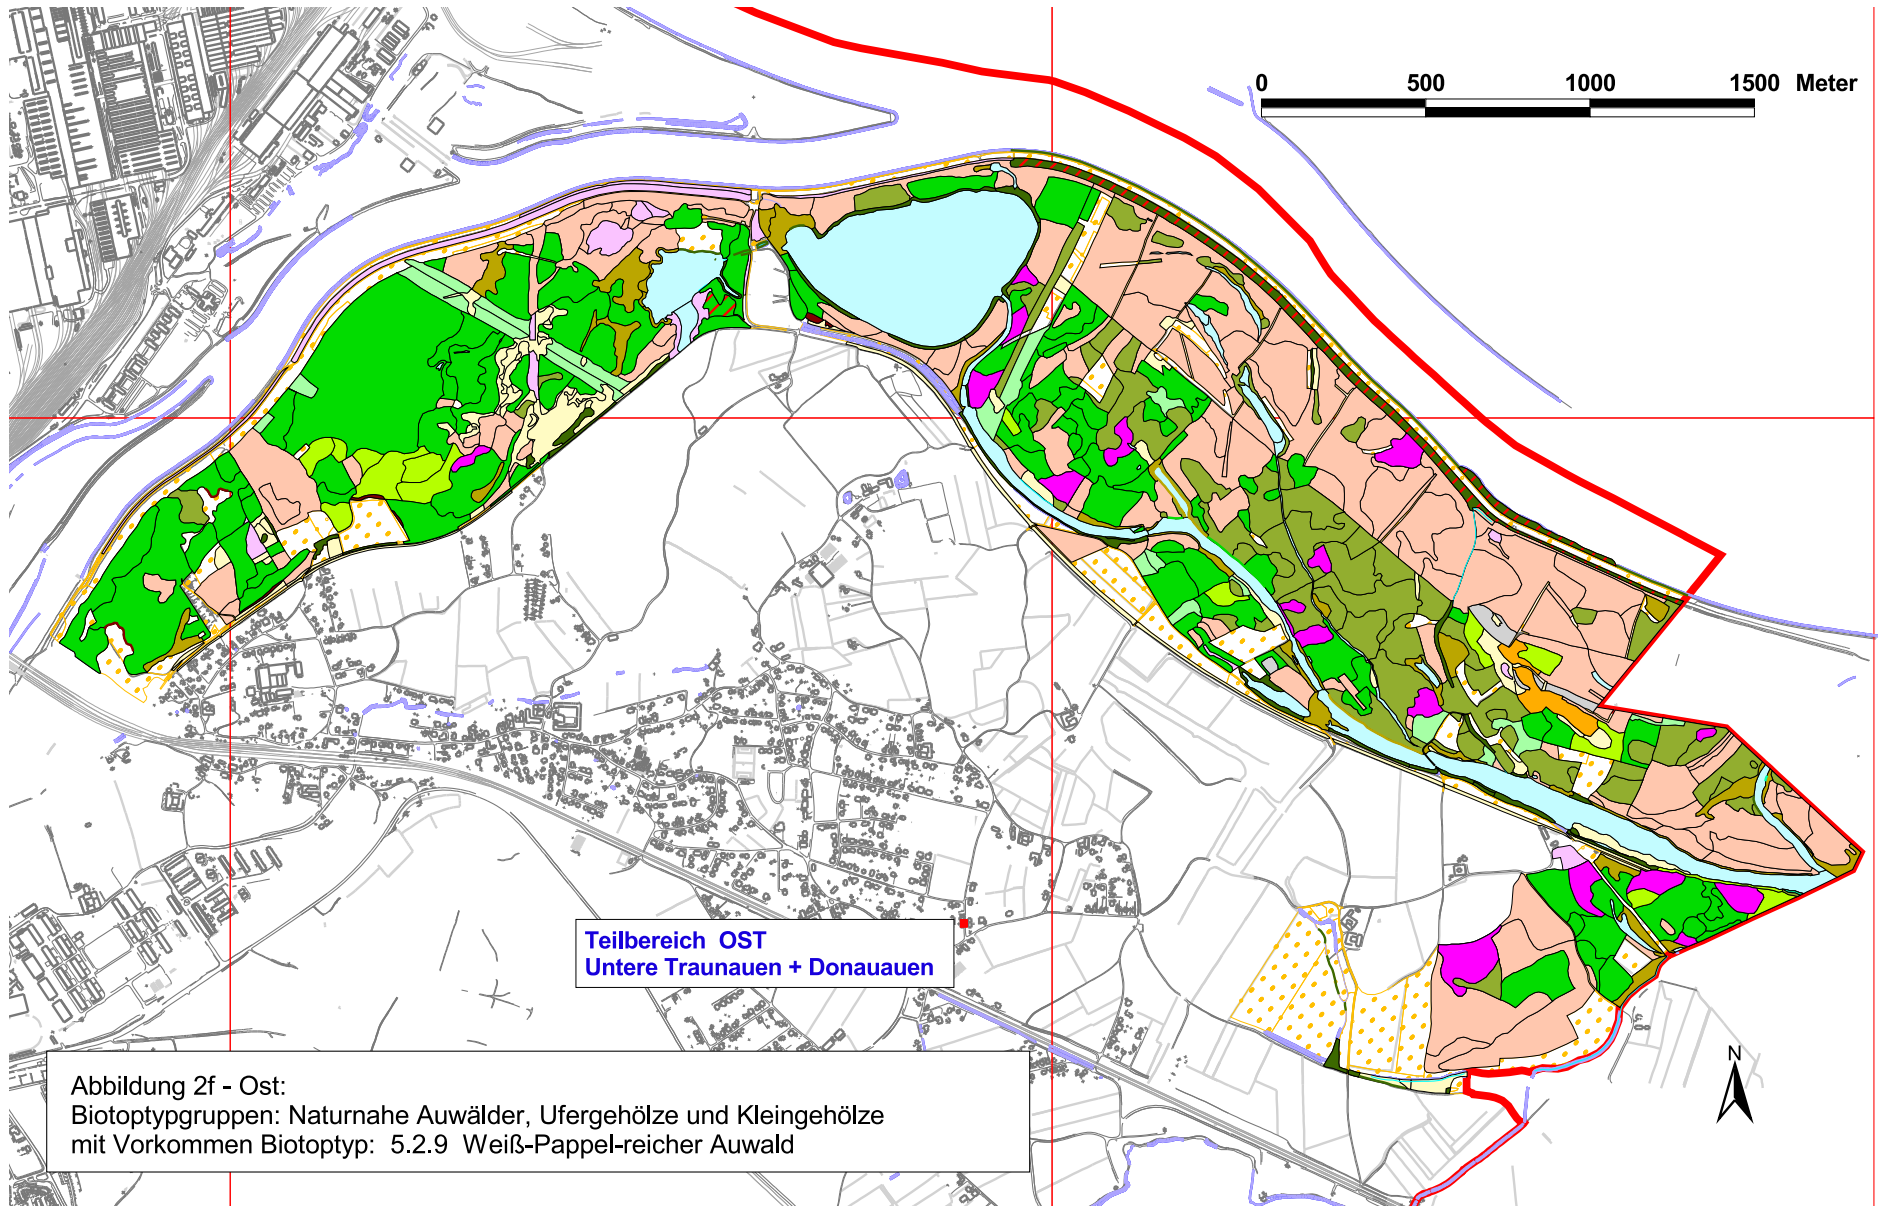 0 500 1000 1500 Meter
Teilbereich OST
Untere Traunauen + Donauauen
N
Abbildung 2f - Ost:
Biotoptypgruppen: Naturnahe Auwälder, Ufergehölze und Kleingehölze
mit Vorkommen Biotoptyp: 5.2.9 Weiß-Pappel-reicher Auwald